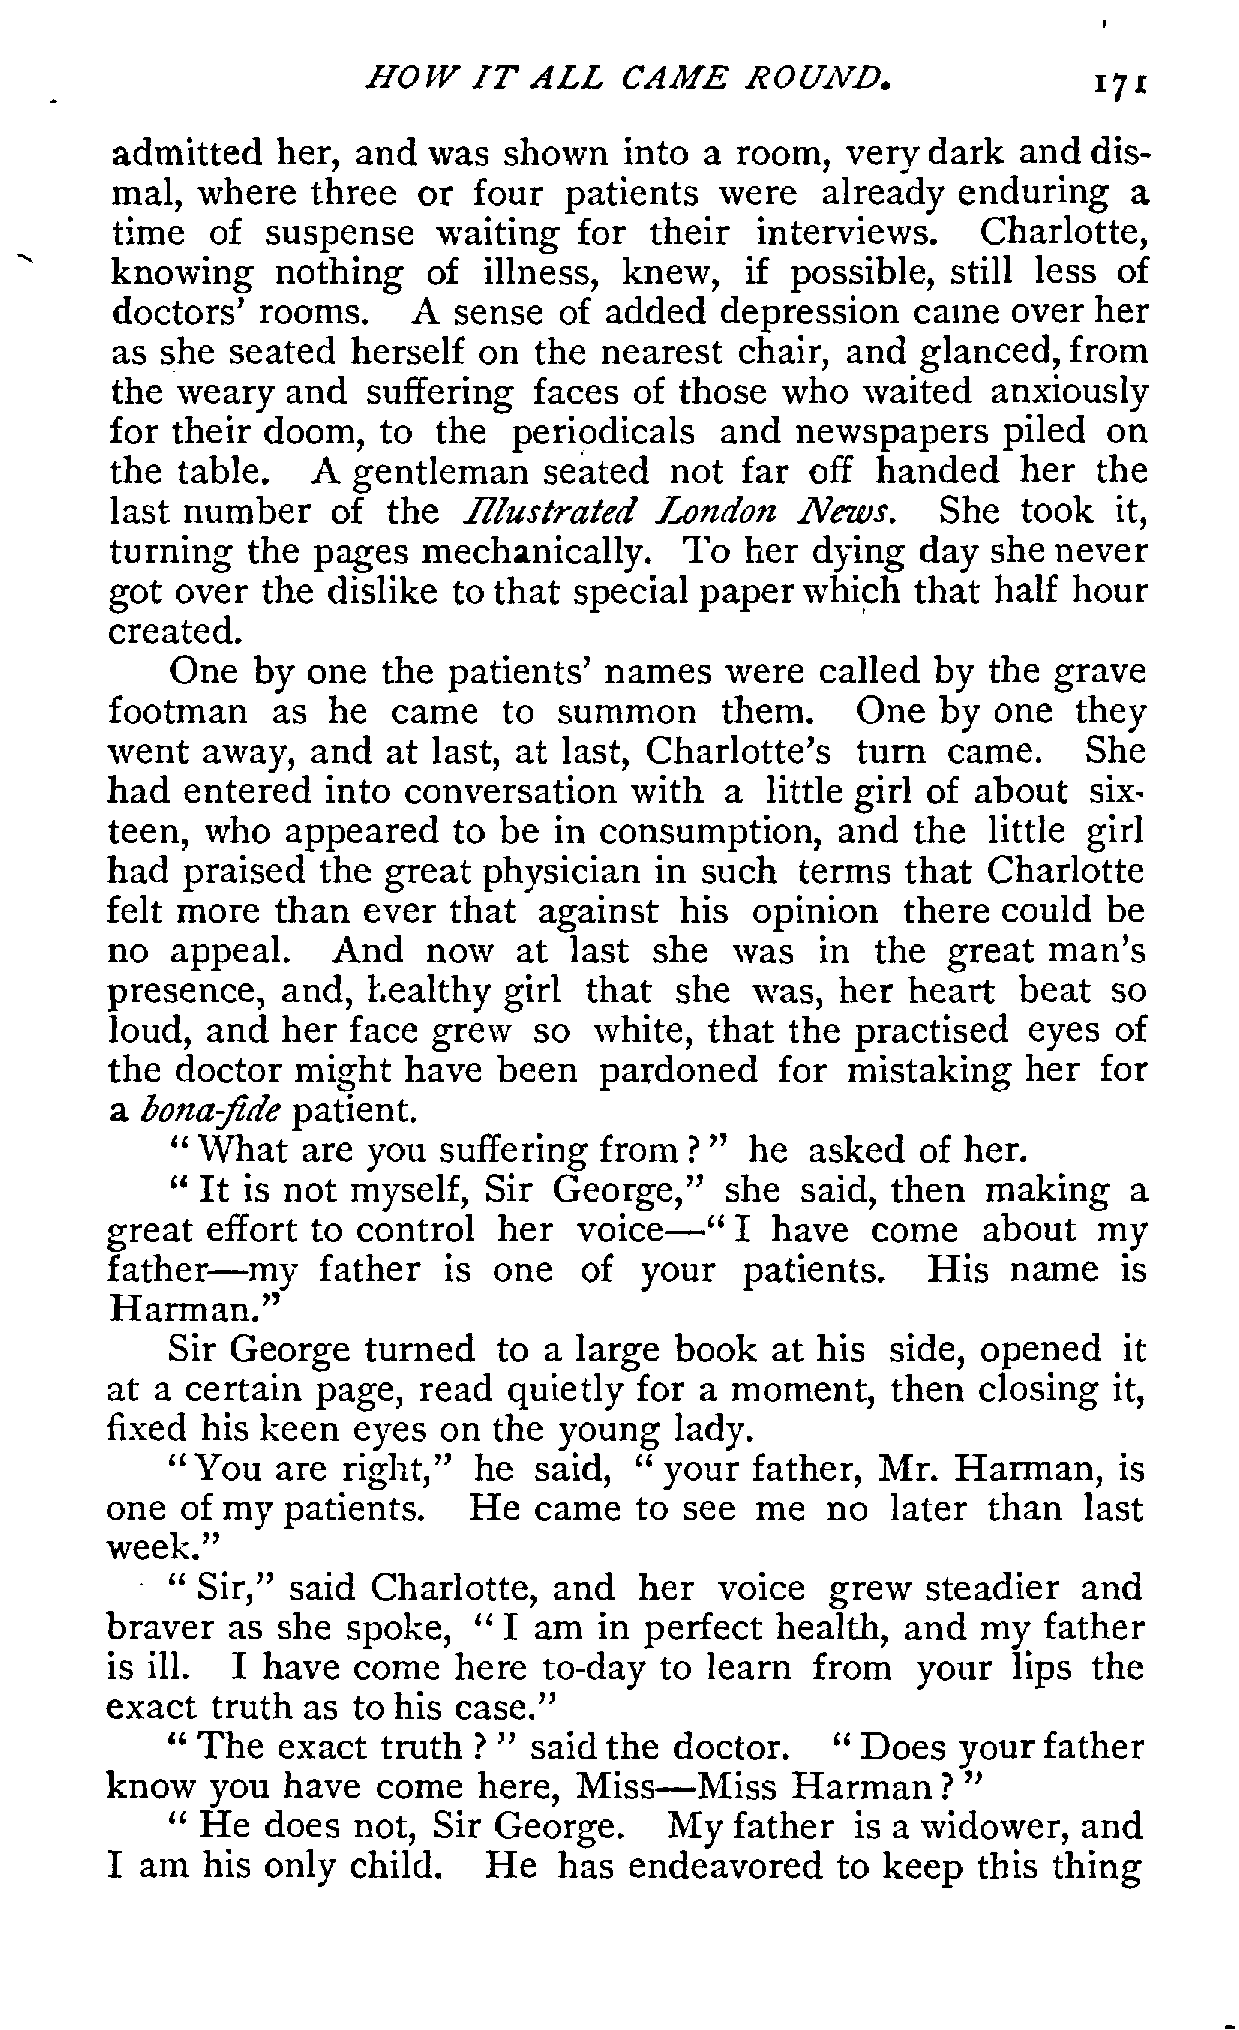 HOW IT ALL CAME ROUND. 171
admitted her, and was shown into a room, very dark and dis-
mal, where three or four patients were already enduring a
time of suspense waiting for their interviews. Charlotte,
knowing nothing of illness, knew, if possible, still less of
doctors' rooms. A sense of added depression came over her
as she seated herself on the nearest chair, and glanced, from
the weary and suffering faces of those who waited anxiously
for their doom, to the periodicals and newspapers piled on
the table. A gentleman seated not far off handed her the
last number of the Illustrated London News. She took it,
turning the pages mechanically. To her dying day she never
got over the dislike to that special paper which that half hour
created.
One by one the patients' names were called by the grave
footman as he came to summon them. One by one they
went away, and at last, at last, Charlotte's turn came. She
had entered into conversation with a little girl of about six-
teen, who appeared to be in consumption, and the little girl
had praised the great physician in such terms that Charlotte
felt more than ever that against his opinion there could be
no appeal. And now at last she was in the great man's
presence, and, healthy girl that she was, her heart beat so
loud, and her face grew so white, that the practised eyes of
the doctor might have been pardoned for mistaking her for
a bona-fide patient.
"What are you suffering from?" he asked of her.
"It is not myself, Sir George," she said, then making a
great effort to control her voice—"I have come about my
father—my father is one of your patients. His name is
Harman."
Sir George turned to a large book at his side, opened it
at a certain page, read quietly for a moment, then closing it,
fixed his keen eyes on the young lady.
"You are right," he said, "your father, Mr. Harman, is
one of my patients. He came to see me no later than last
week."
"Sir," said Charlotte, and her voice grew steadier and
braver as she spoke, "I am in perfect health, and my father
is ill. I have come here to-day to learn from your lips the
exact truth as to his case."
"The exact truth?" said the doctor. "Does your father
know you have come here, Miss—Miss Harman?"
"He does not, Sir George. My father is a widower, and
I am his only child. He has endeavored to keep this thing